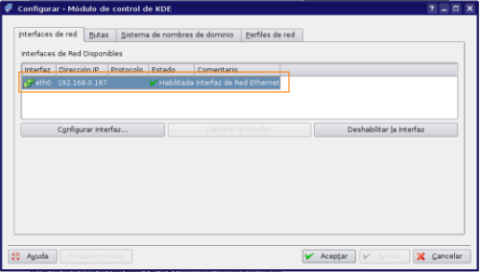 Configurar - Módulo de control de KDE
Interfaces de red Rutas Sistema de nombres de dominio Perfiles de red
Interfaces de Red Disponibles
Interfaz Dirección IP Protocolo Estado Comentario
eth0 192.168.0.167 Habilitada Interfaz de Red Ethernet
Configurar Interfaz... Habilitar la Interfaz Deshabilitar la Interfaz
Ayuda Predeterminado Aceptar Aplicar Cancelar